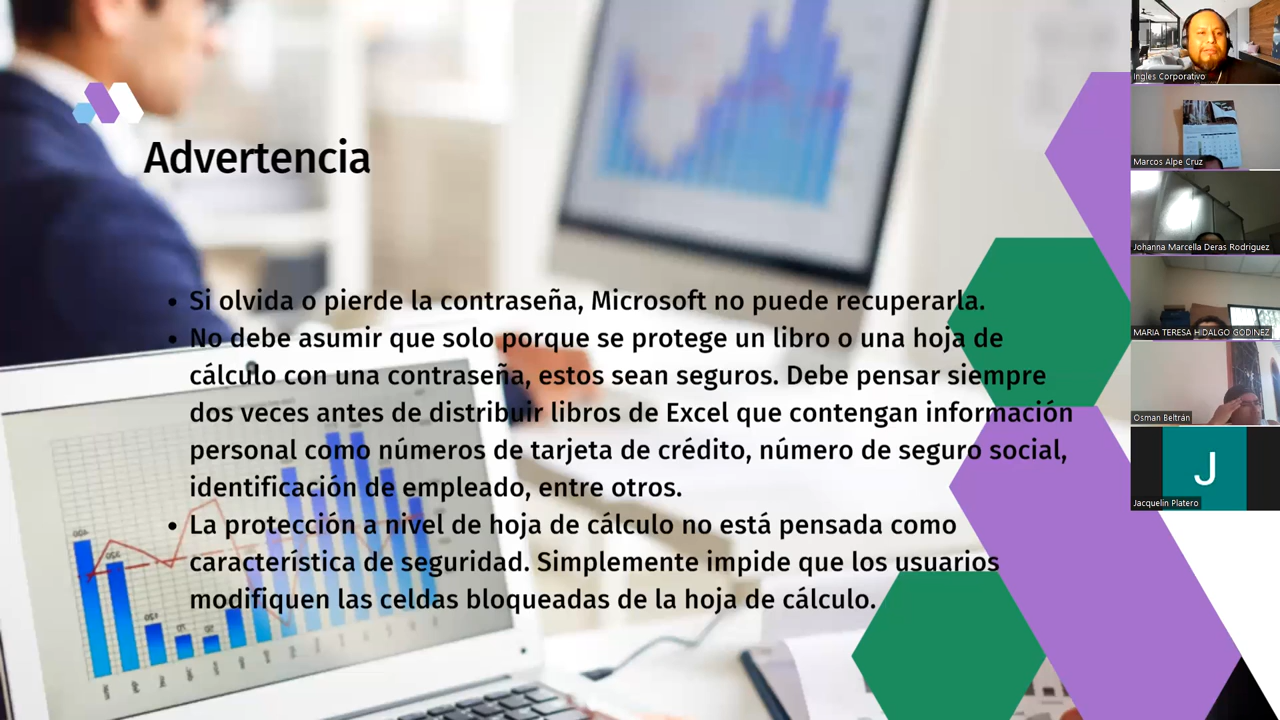 Advertencia
• Si olvida o pierde la contraseña, Microsoft no puede recuperarla.
• No debe asumir que solo porque se protege un libro o una hoja de
cálculo con una contraseña, estos sean seguros. Debe pensar siempre
dos veces antes de distribuir libros de Excel que contengan información
personal como números de tarjeta de crédito, número de seguro social,
identificación de empleado, entre otros.
• La protección a nivel de hoja de cálculo no está pensada como
característica de seguridad. Simplemente impide que los usuarios
modifiquen las celdas bloqueadas de la hoja de cálculo.
Ingles Corporativo
Marcos Alpe Cruz
Johanna Marcella Deras Rodriguez
MARIA TERESA HIDALGO GODINEZ
Osman Beltrán
J
Jacquelin Platero